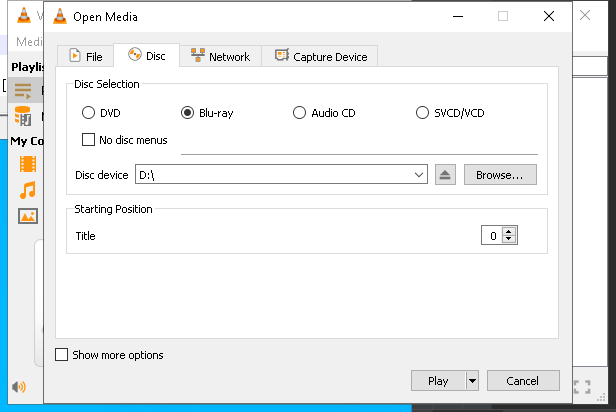 Open Media
Medi
File
Disc
Network
Capture Device
Playlis
Disc Selection
DVD
Blu-ray
Audio CD
SVCD/VCD
No disc menus
My Co
Disc device
D:\
Browse...
Starting Position
Title
0
Show more options
Play
Cancel